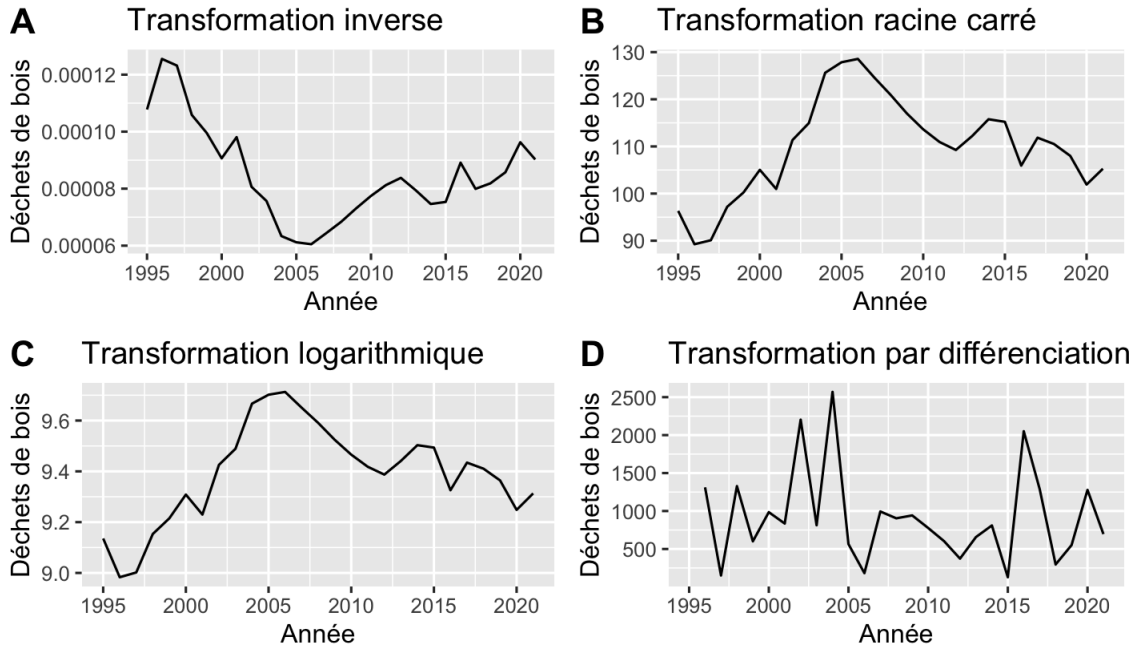 A Transformation inverse
Déchets de bois
0.00012
0.00010
0.00008
0.00006
1995 2000 2005 2010 2015 2020
Année
B Transformation racine carré
Déchets de bois
130
120
110
100
90
1995 2000 2005 2010 2015 2020
Année
C Transformation logarithmique
Déchets de bois
9.6
9.4
9.2
9.0
1995 2000 2005 2010 2015 2020
Année
D Transformation par différenciation
Déchets de bois
2500
2000
1500
1000
500
1995 2000 2005 2010 2015 2020
Année